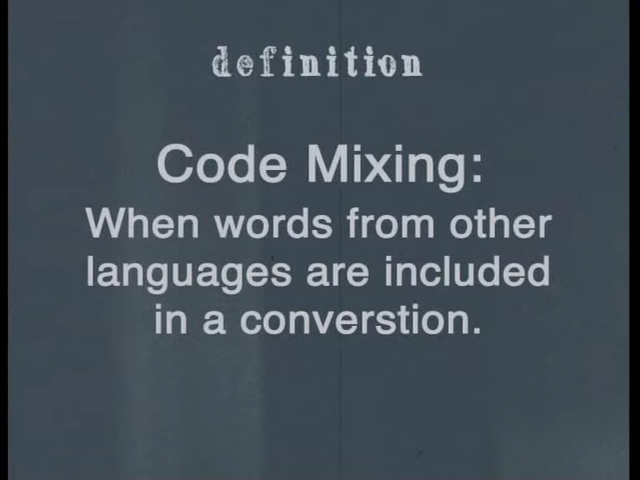 definition
Code Mixing:
When words from other
languages are included
in a converstion.